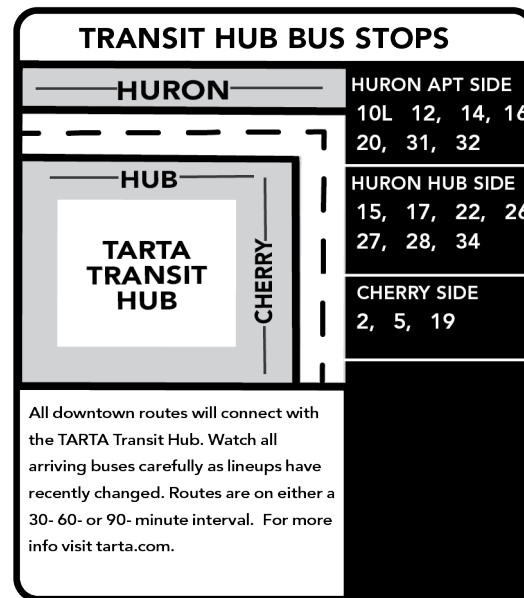 TRANSIT HUB BUS STOPS
HURON
HUB
TARTA
TRANSIT
HUB
CHERRY
HURON APT SIDE
10L 12, 14, 16
20, 31, 32
HURON HUB SIDE
15, 17, 22, 26
27, 28, 34
CHERRY SIDE
2, 5, 19
All downtown routes will connect with
the TARTA Transit Hub. Watch all
arriving buses carefully as lineups have
recently changed. Routes are on either a
30- 60- or 90- minute interval. For more
info visit tarta.com.